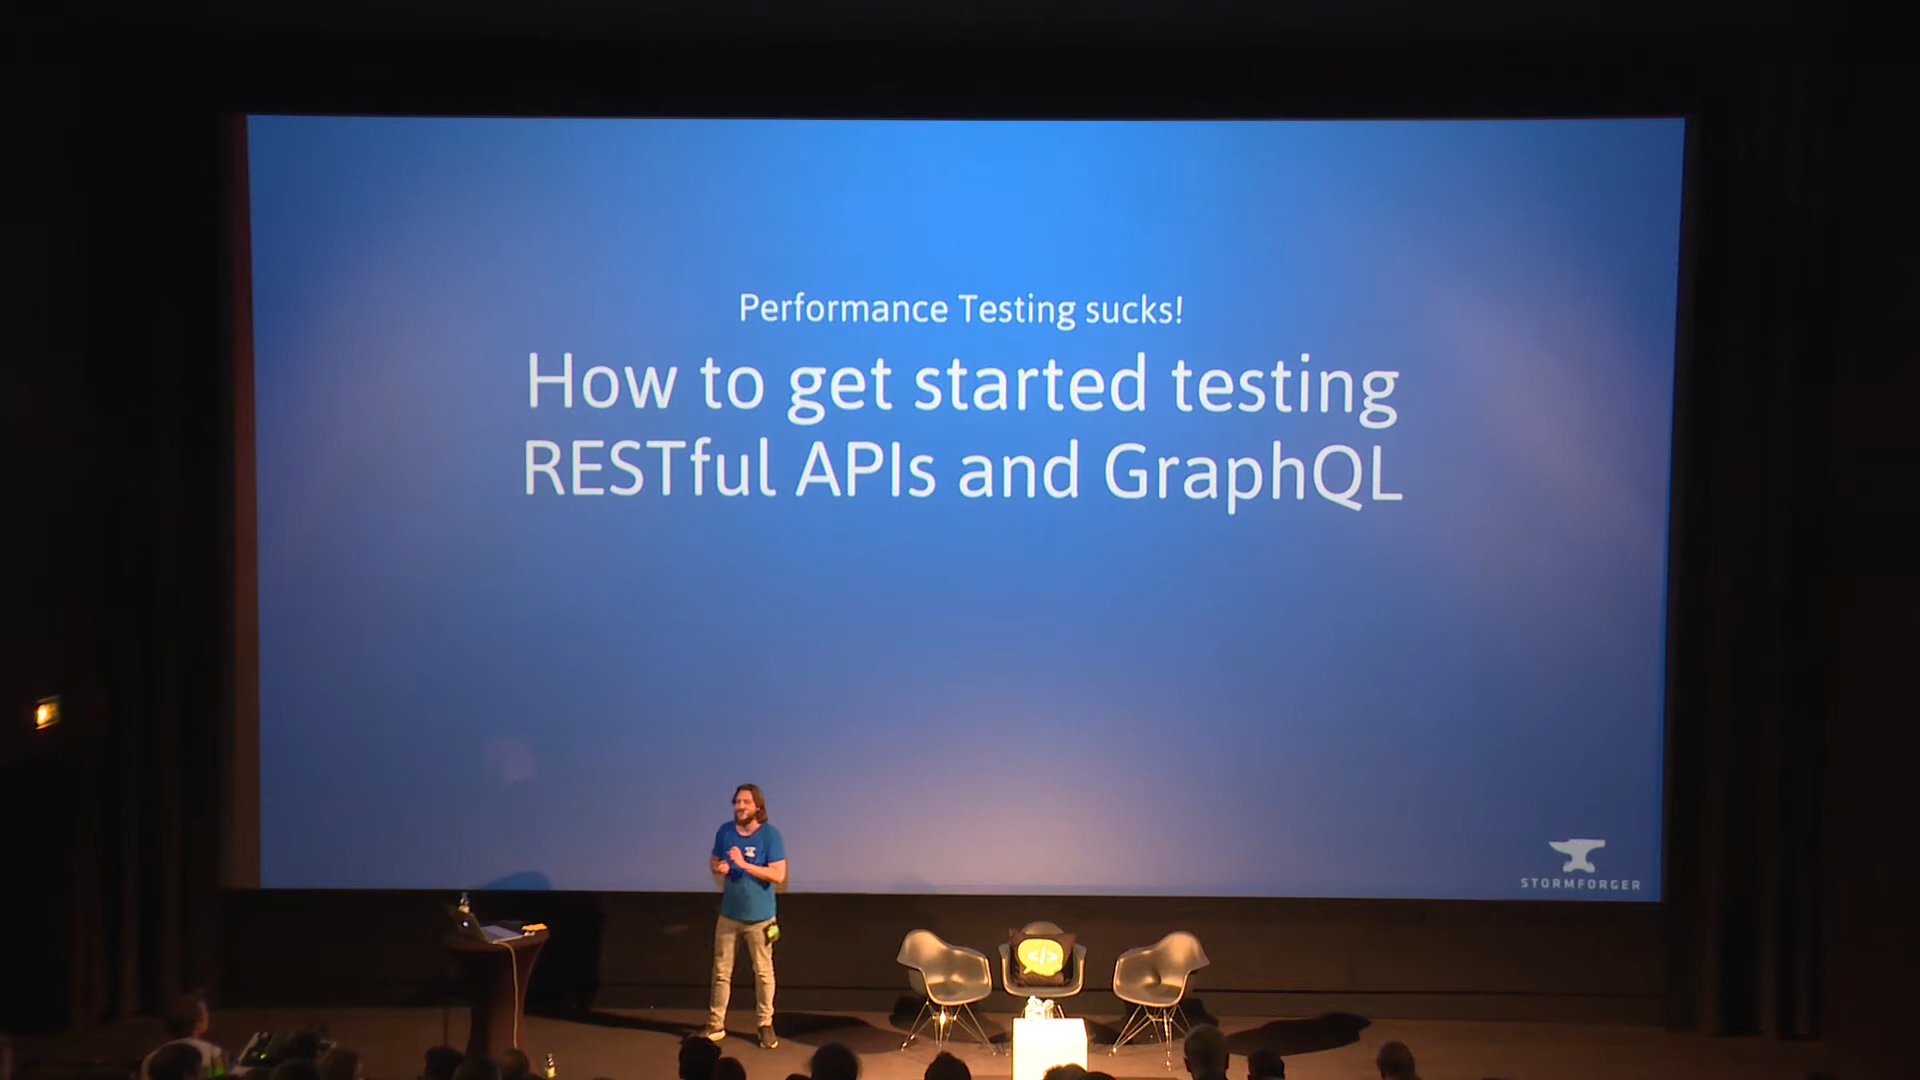 Performance Testing sucks!
How to get started testing
RESTful APIs and GraphQL
STORMFORGER
</>